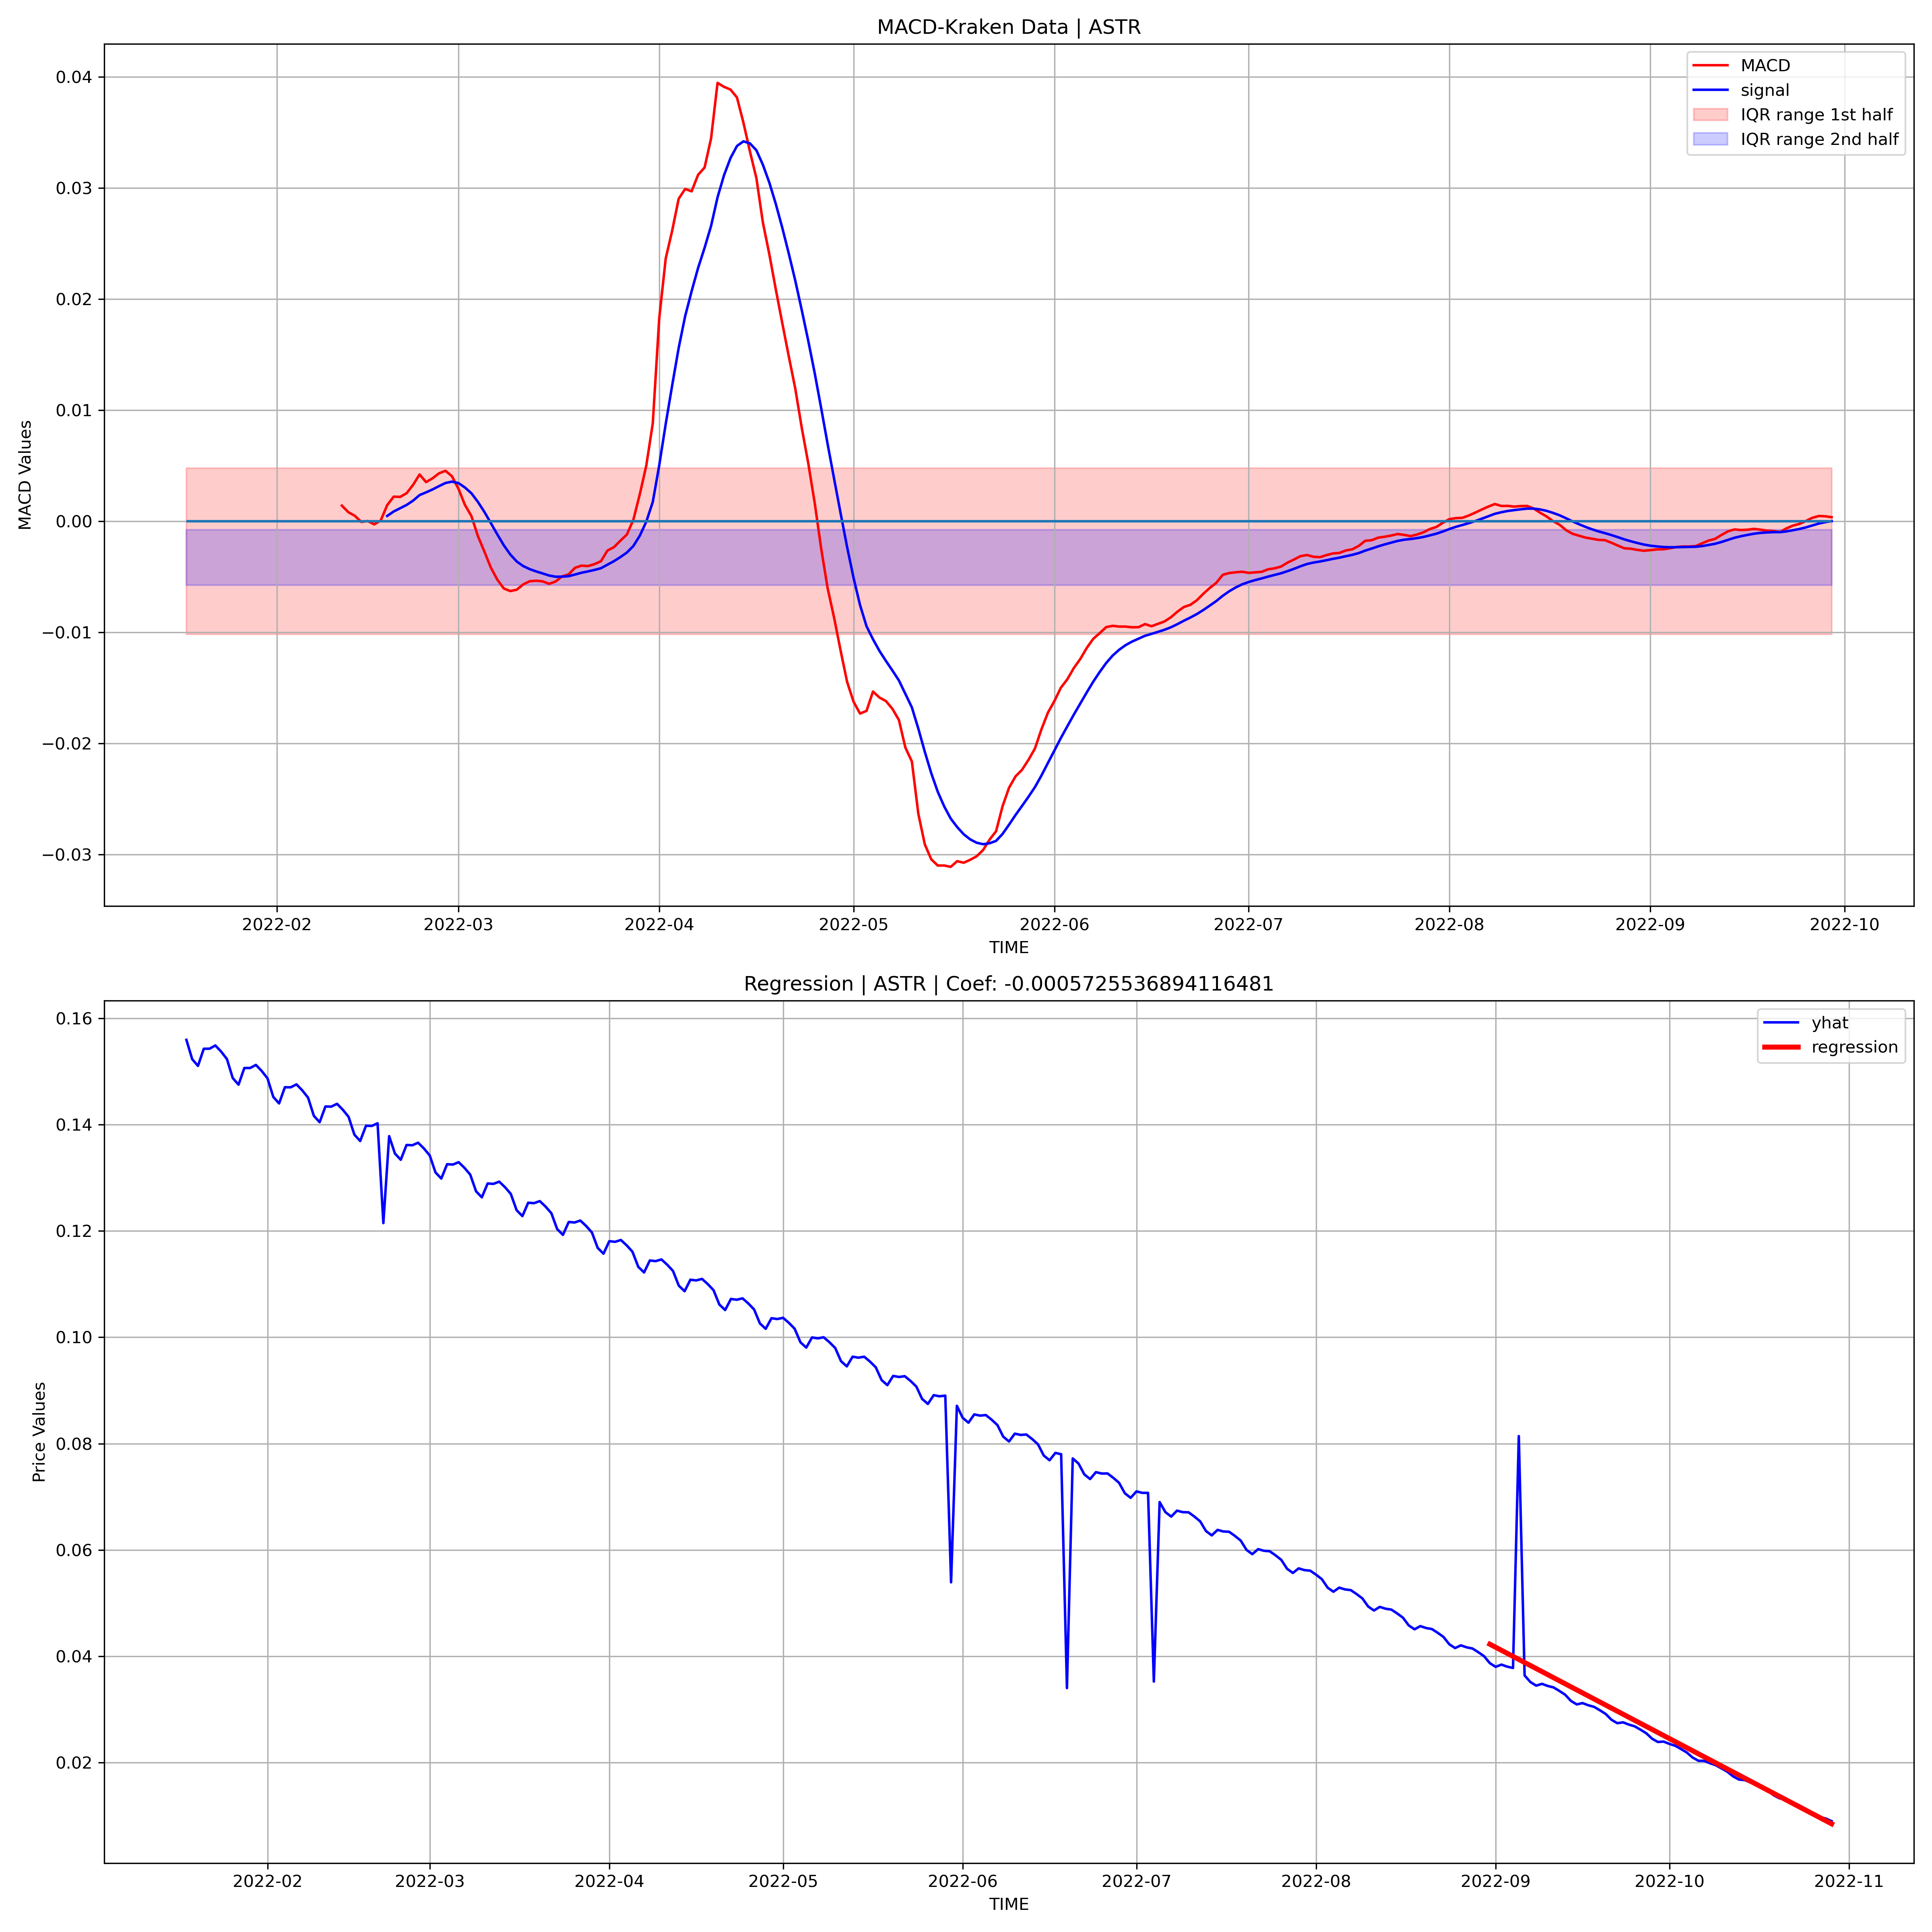 MACD-Kraken Data | ASTR
MACD
signal
IQR range 1st half
IQR range 2nd half
0.04
0.03
0.02
0.01
0.00
−0.01
−0.02
−0.03
MACD Values
2022-02 2022-03 2022-04 2022-05 2022-06 2022-07 2022-08 2022-09 2022-10
TIME
Regression | ASTR | Coef: -0.0005725536894116481
yhat
regression
0.16
0.14
0.12
0.10
0.08
0.06
0.04
0.02
Price Values
2022-02 2022-03 2022-04 2022-05 2022-06 2022-07 2022-08 2022-09 2022-10 2022-11
TIME